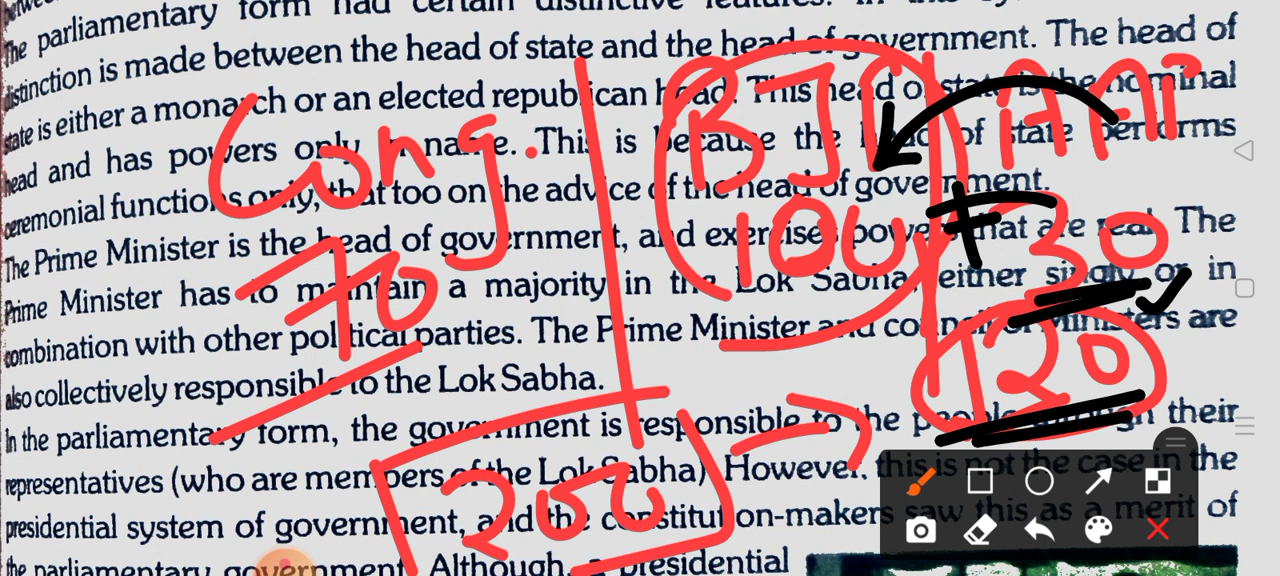 The parliamentary form had certain distinctive features. In this
distinction is made between the head of state and the head of government. The head of
state is either a monarch or an elected republican head. This head of state is the nominal
head and has powers only in name. This is because the head of state performs
ceremonial functions only, that too on the advice of the head of government.
The Prime Minister is the head of government, and exercises powers that are real. The
Prime Minister has to maintain a majority in the Lok Sabha, either singly or in
combination with other political parties. The Prime Minister and council of Ministers are
also collectively responsible to the Lok Sabha.
In the parliamentary form, the government is responsible to the people through their
representatives (who are members of the Lok Sabha). However, this is not the case in the
presidential system of government, and the constitution-makers saw this as a merit of
the parliamentary government. Although, a presidential
Cong.
70
BJP
100
+
30
120
200